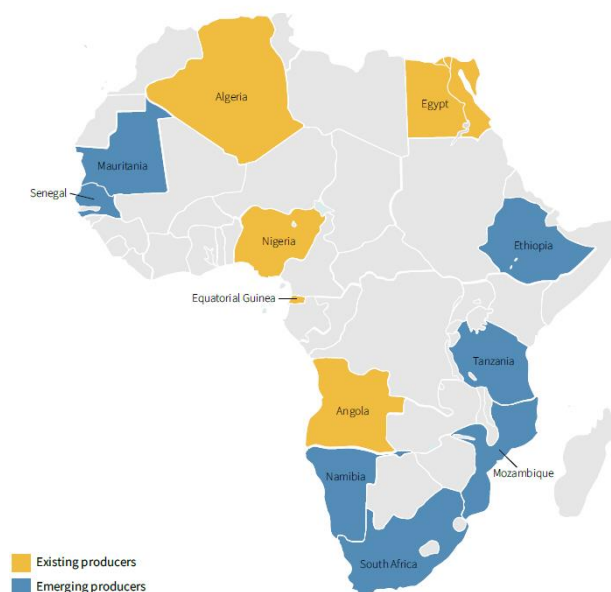 Algeria
Egypt
Mauritania
Senegal
Nigeria
Ethiopia
Equatorial Guinea
Tanzania
Angola
Mozambique
Namibia
South Africa
Existing producers
Emerging producers